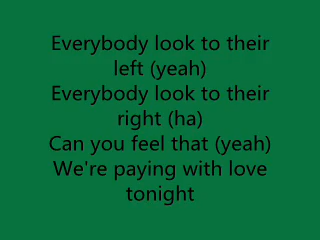 Everybody look to their
left (yeah)
Everybody look to their
right (ha)
Can you feel that (yeah)
We're paying with love
tonight